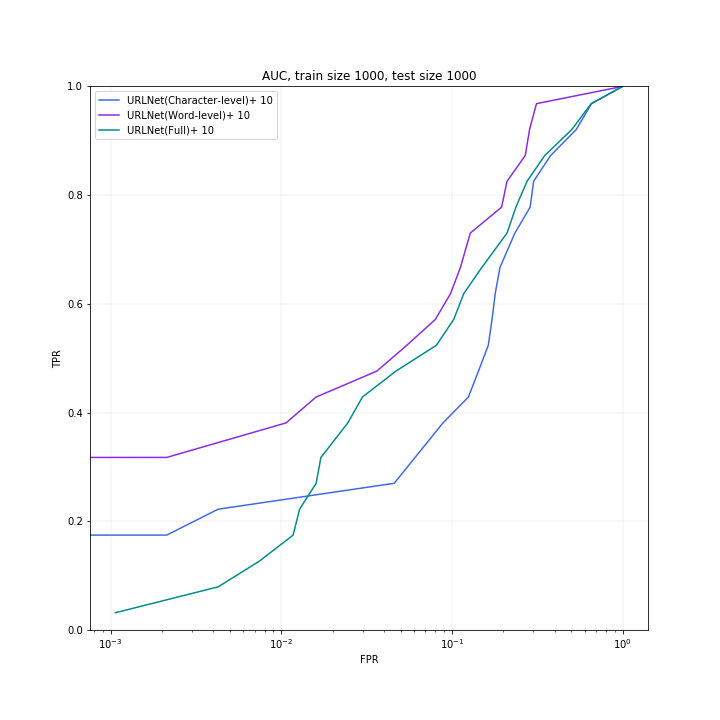 AUC, train size 1000, test size 1000
URLNet(Character-level)+ 10
URLNet(Word-level)+ 10
URLNet(Full)+ 10
1.0
0.8
0.6
0.4
0.2
0.0
TPR
10⁻³ 10⁻² 10⁻¹ 10⁰
FPR